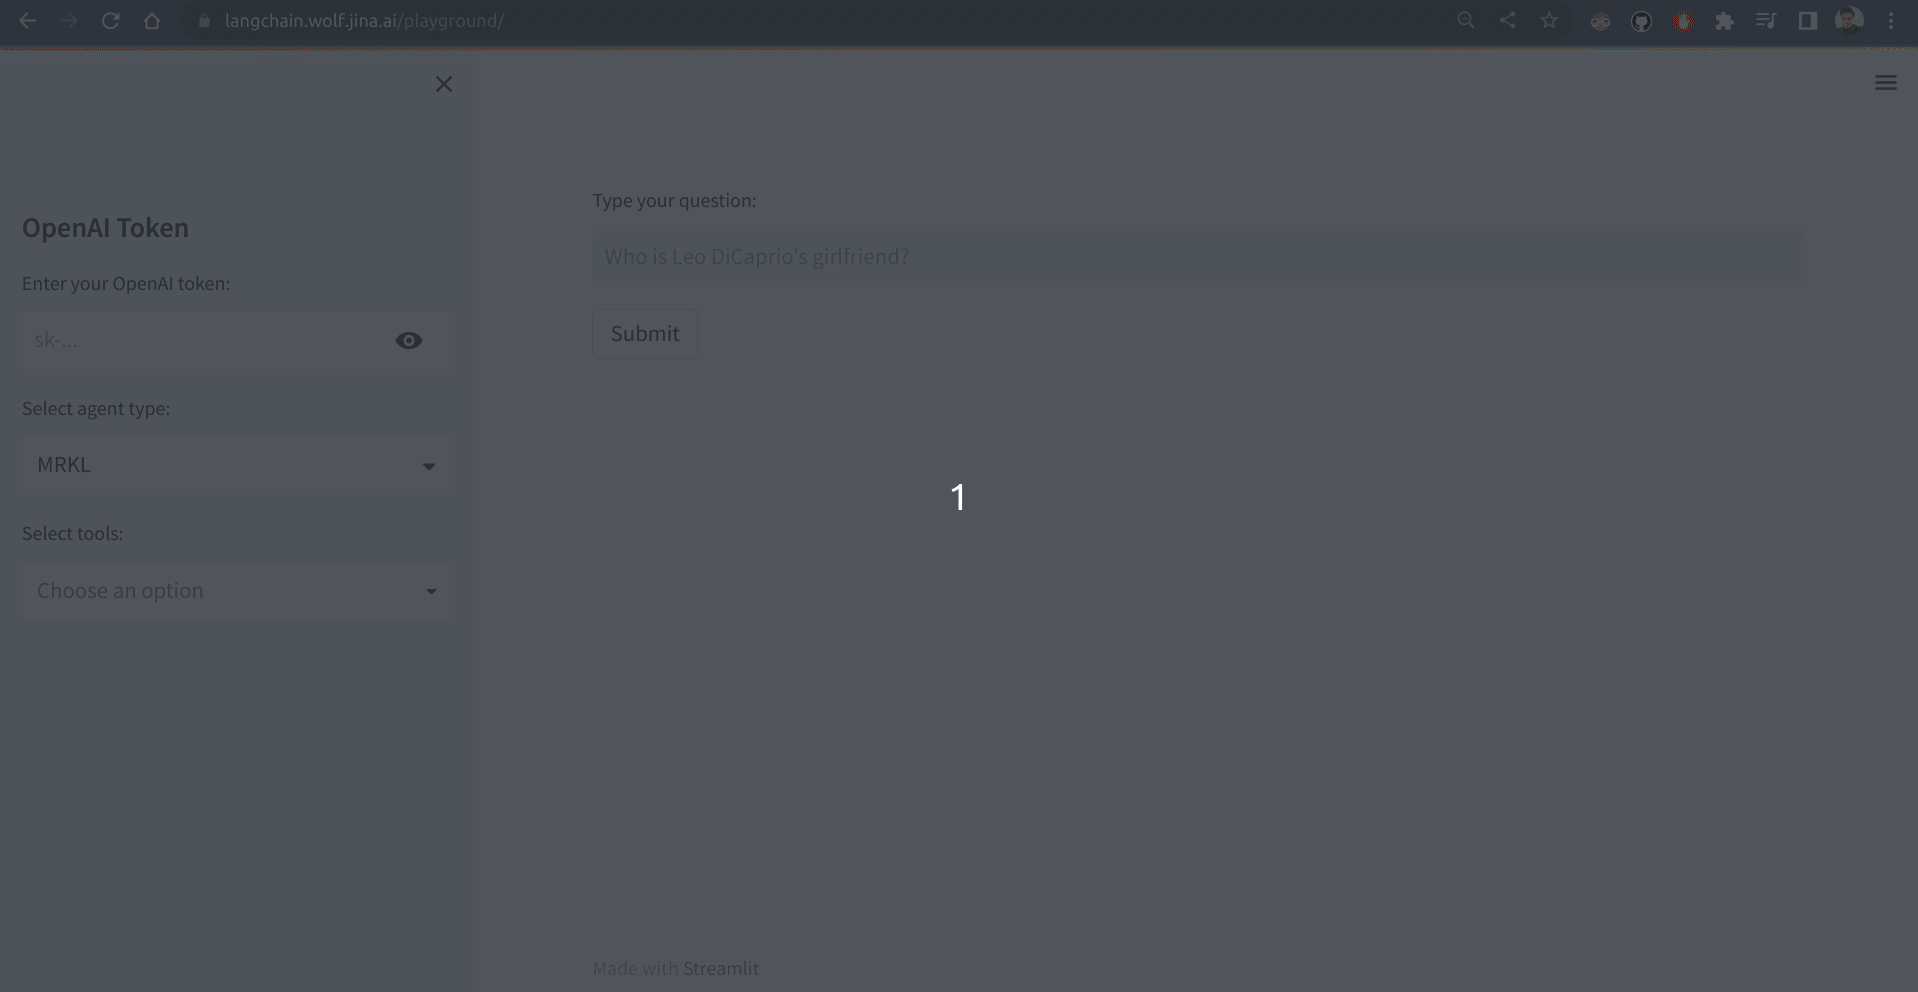 langchain.wolf.jina.ai/playground/
OpenAI Token
Enter your OpenAI token:
sk-...
Select agent type:
MRKL
Select tools:
Choose an option
Type your question:
Who is Leo DiCaprio's girlfriend?
Submit
1
Made with Streamlit